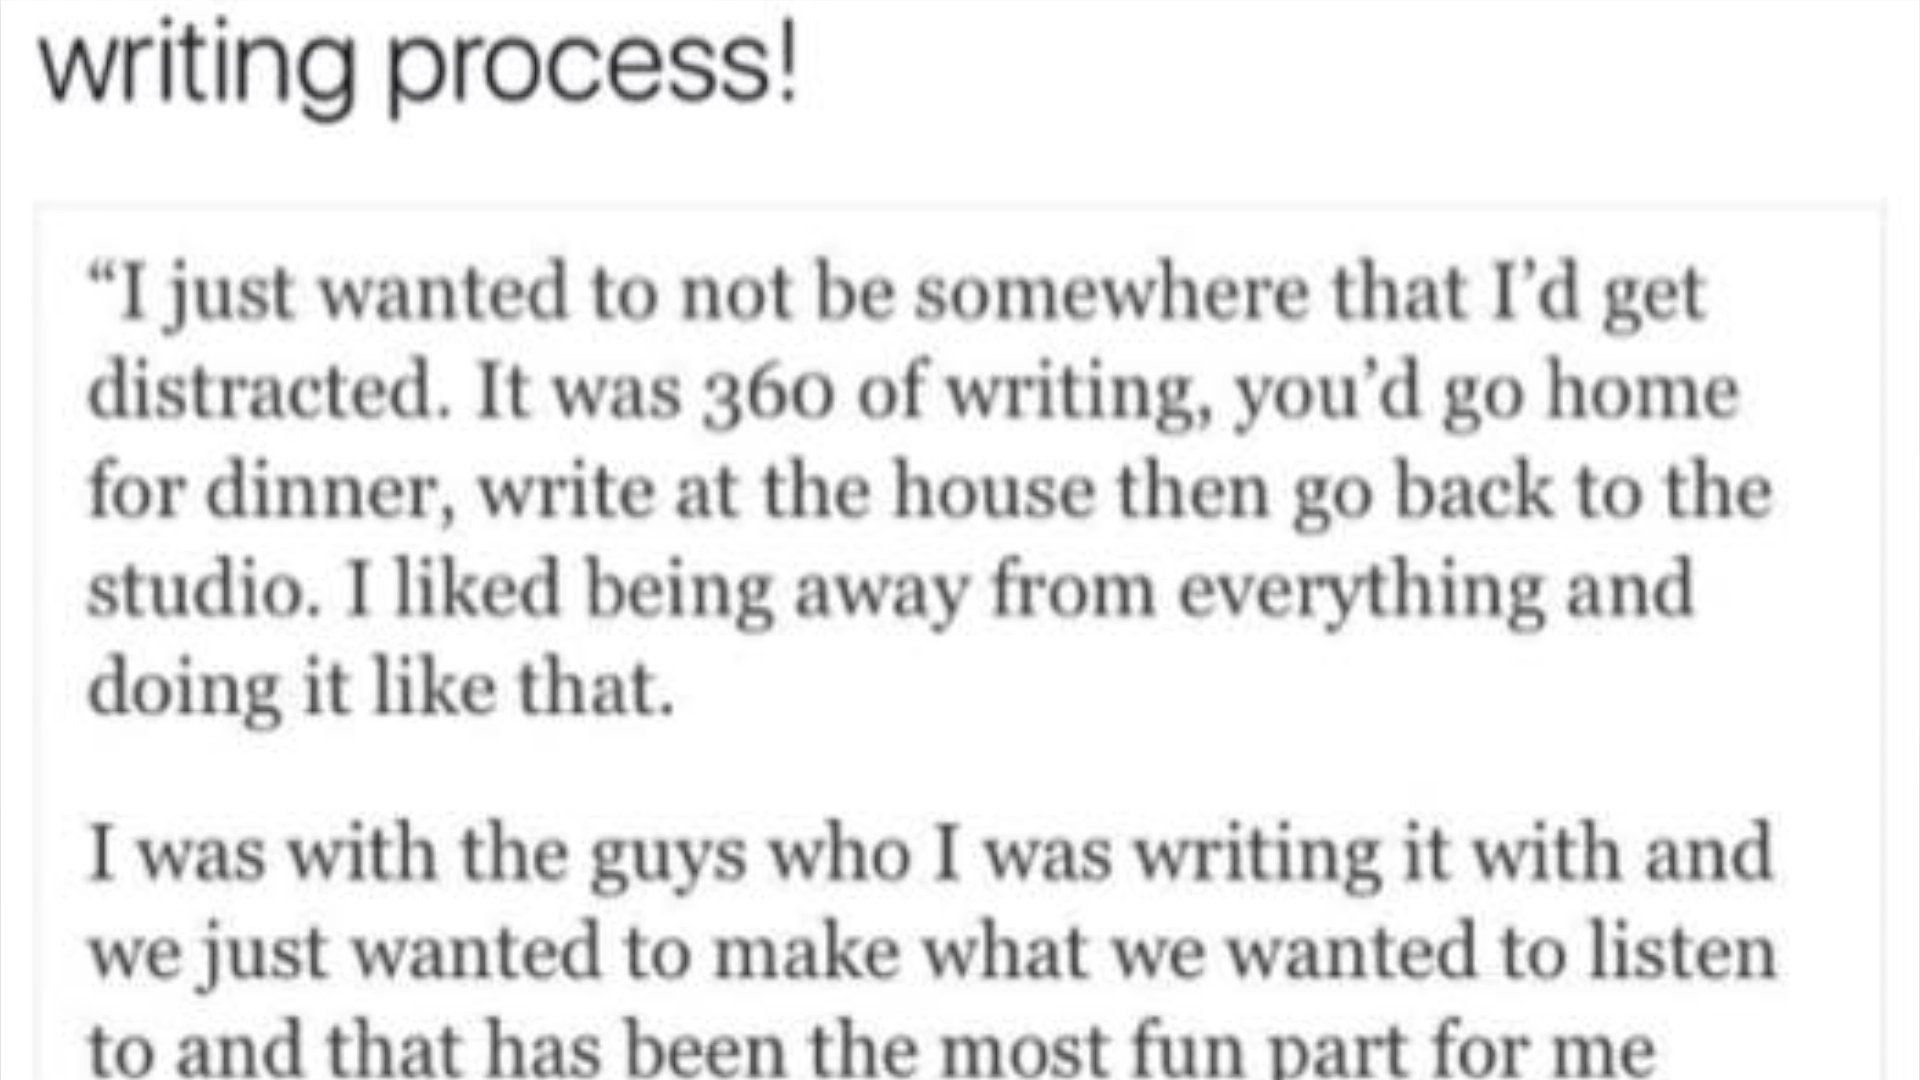 writing process!
“I just wanted to not be somewhere that I’d get
distracted. It was 360 of writing, you’d go home
for dinner, write at the house then go back to the
studio. I liked being away from everything and
doing it like that.
I was with the guys who I was writing it with and
we just wanted to make what we wanted to listen
to and that has been the most fun part for me